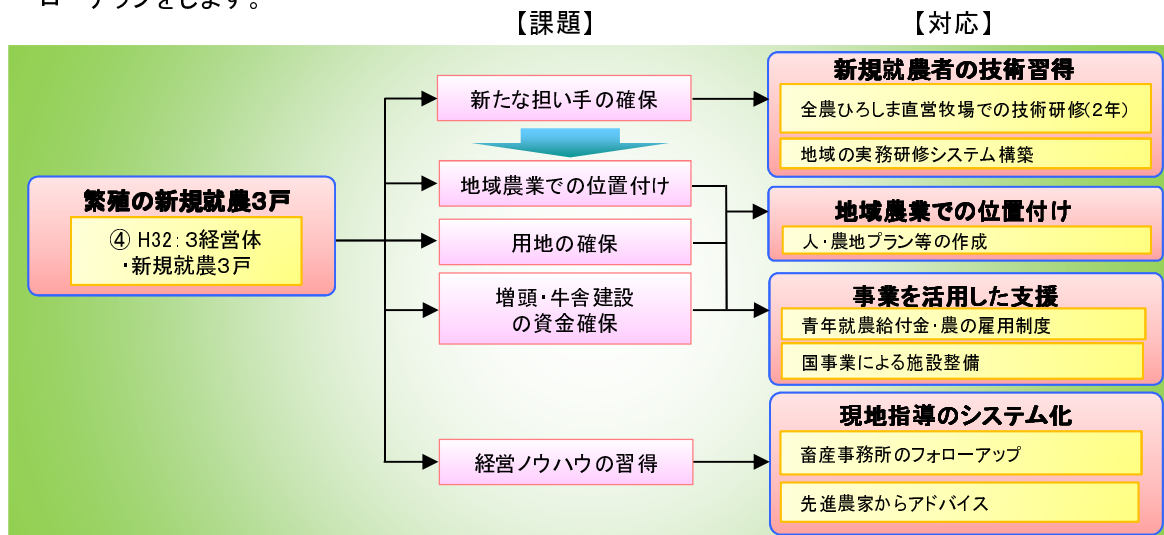 ローアップをします。
【課題】
【対応】
繁殖の新規就農3戸
④ H32：3経営体
・新規就農3戸
新たな担い手の確保
地域農業での位置付け
用地の確保
増頭・牛舎建設
の資金確保
経営ノウハウの習得
新規就農者の技術習得
全農ひろしま直営牧場での技術研修(2年)
地域の実務研修システム構築
地域農業での位置付け
人・農地プラン等の作成
事業を活用した支援
青年就農給付金・農の雇用制度
国事業による施設整備
現地指導のシステム化
畜産事務所のフォローアップ
先進農家からアドバイス